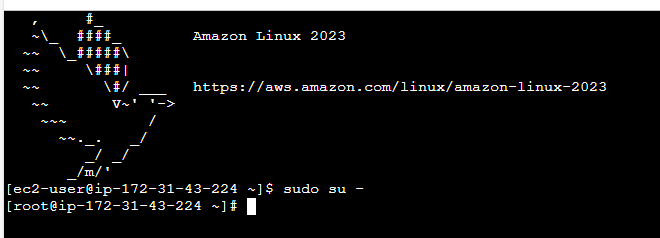 ,     #_
   ~\_  ####_        Amazon Linux 2023
  ~~  \_#####\
  ~~     \###|
  ~~       \#/ ___   https://aws.amazon.com/linux/amazon-linux-2023
   ~~       V~' '->
    ~~~         /
      ~~._.   _/
         _/ _/
       _/m/'
[ec2-user@ip-172-31-43-224 ~]$ sudo su -
[root@ip-172-31-43-224 ~]#